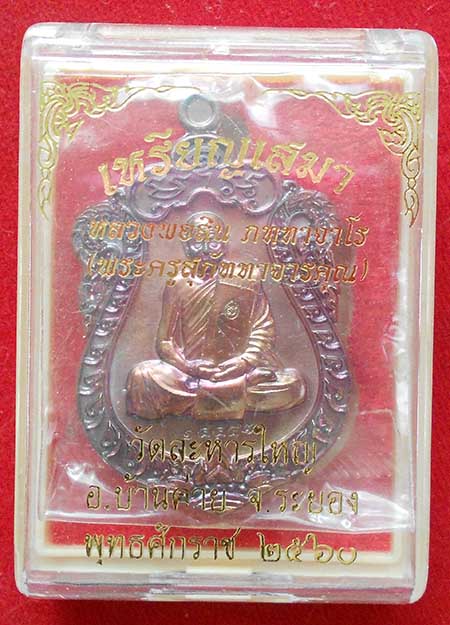 เหรียญเสมา
หลวงพ่อสิน ภทฺทาจาโร
(พระครูสุภัททาจารคุณ)
วัดละหารใหญ่
อ.บ้านค่าย จ.ระยอง
พุทธศักราช ๒๕๖๐